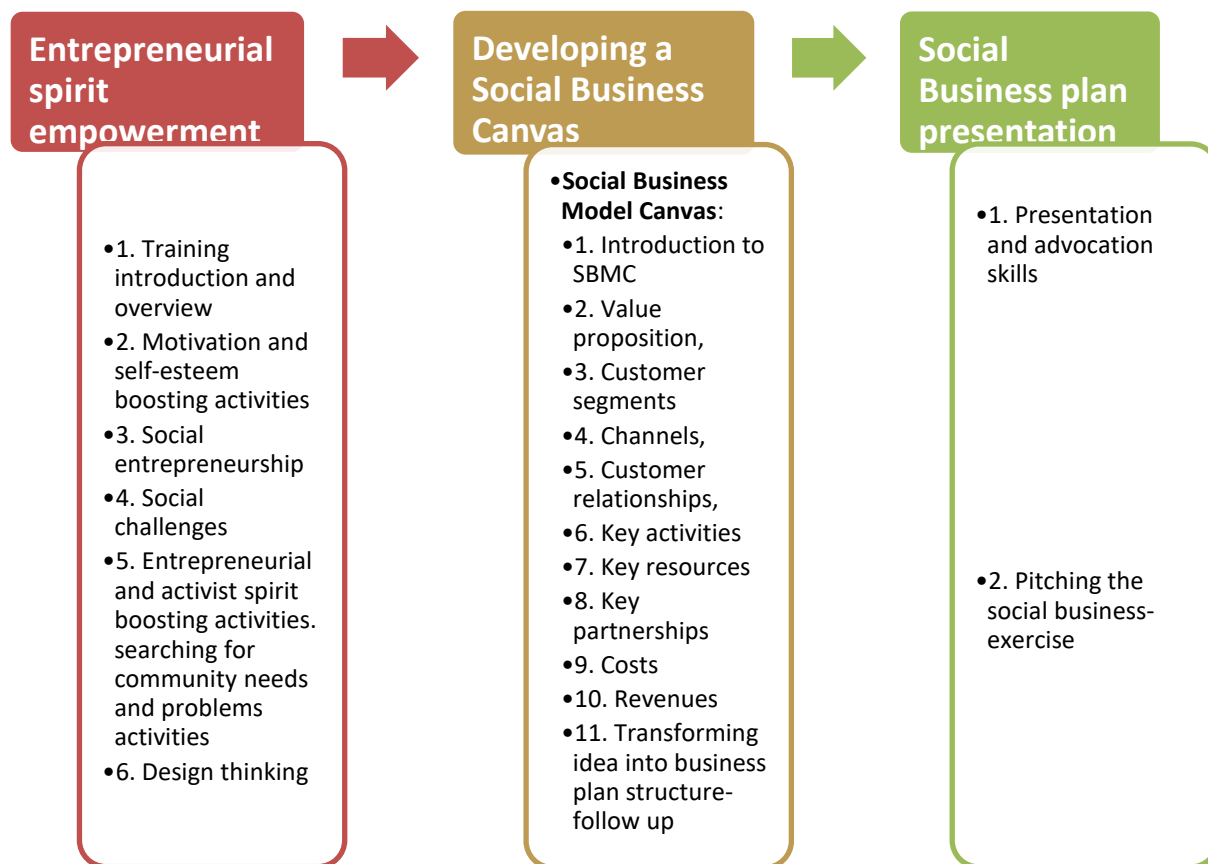 Entrepreneurial
spirit
empowerment
•1. Training
introduction and
overview
•2. Motivation and
self-esteem
boosting activities
•3. Social
entrepreneurship
•4. Social
challenges
•5. Entrepreneurial
and activist spirit
boosting activities.
searching for
community needs
and problems
activities
•6. Design thinking
Developing a
Social Business
Canvas
•Social Business
Model Canvas:
•1. Introduction to
SBMC
•2. Value
proposition,
•3. Customer
segments
•4. Channels,
•5. Customer
relationships,
•6. Key activities
•7. Key resources
•8. Key
partnerships
•9. Costs
•10. Revenues
•11. Transforming
idea into business
plan structure-
follow up
Social
Business plan
presentation
•1. Presentation
and advocation
skills
•2. Pitching the
social business-
exercise